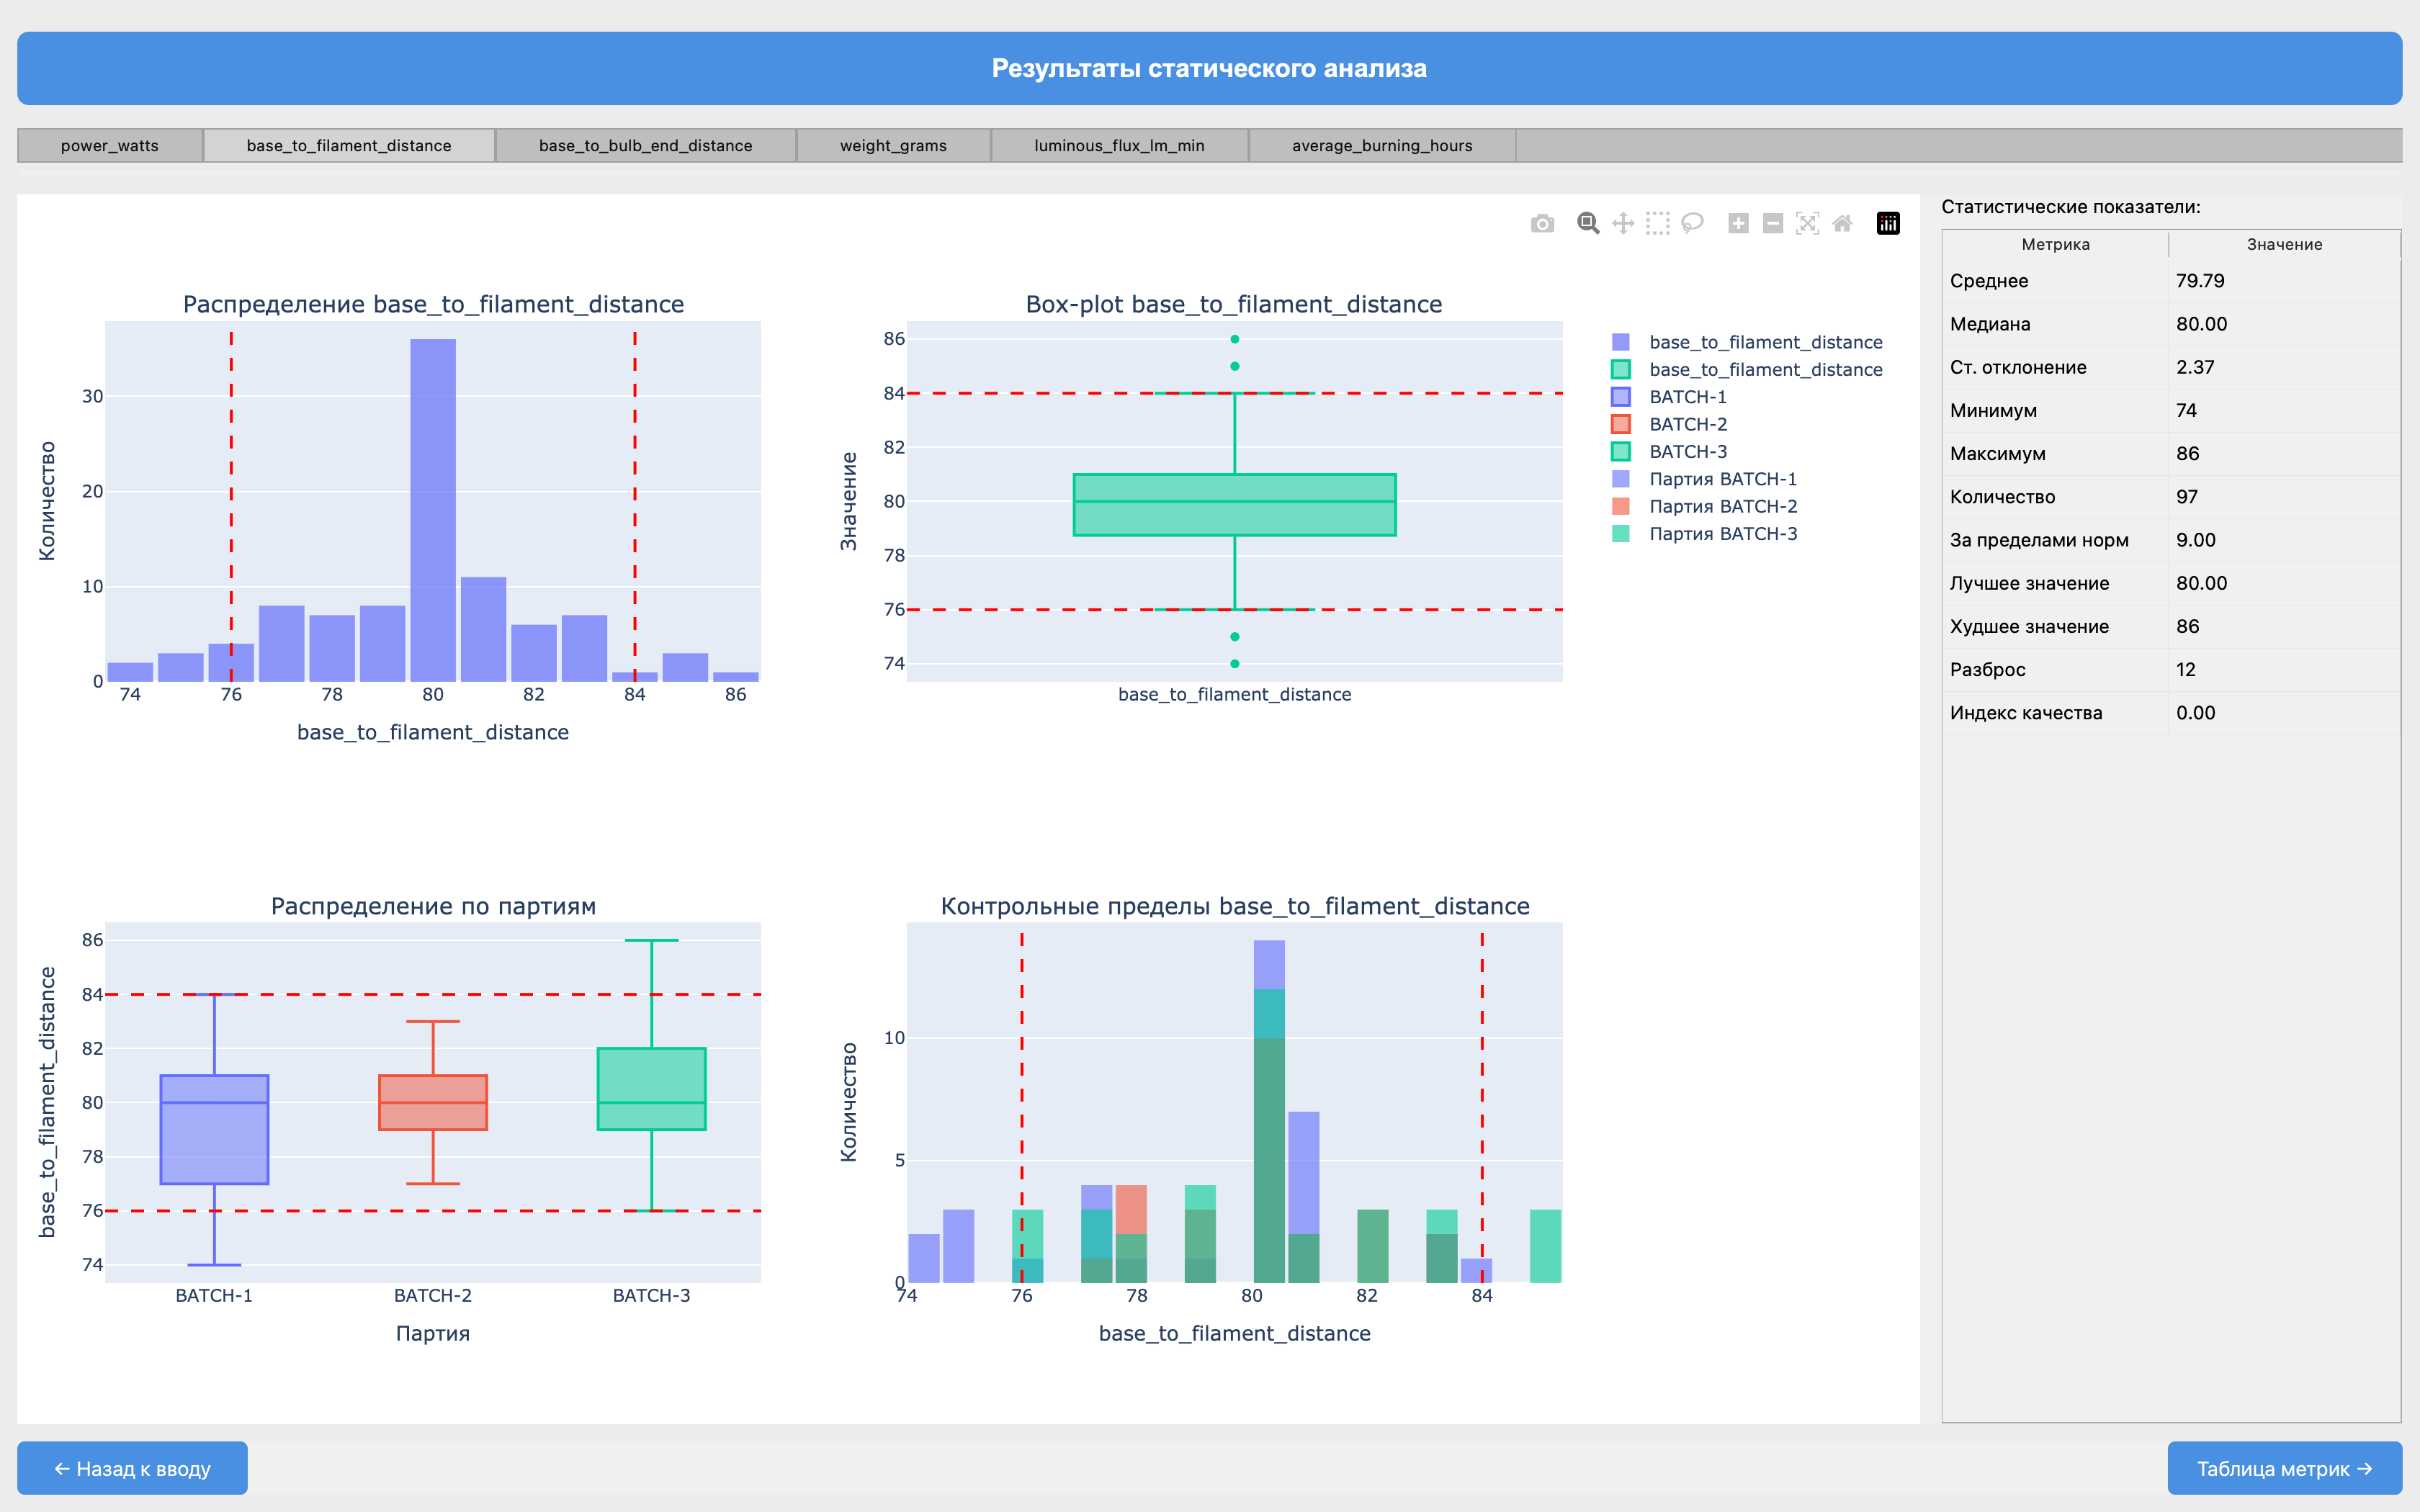 Результаты статического анализа
power_watts
base_to_filament_distance
base_to_bulb_end_distance
weight_grams
luminous_flux_lm_min
average_burning_hours
Распределение base_to_filament_distance
Количество
30
20
10
0
74 76 78 80 82 84 86
base_to_filament_distance
Box-plot base_to_filament_distance
Значение
86
84
82
80
78
76
74
base_to_filament_distance
base_to_filament_distance
base_to_filament_distance
BATCH-1
BATCH-2
BATCH-3
Партия BATCH-1
Партия BATCH-2
Партия BATCH-3
Распределение по партиям
base_to_filament_distance
86
84
82
80
78
76
74
BATCH-1 BATCH-2 BATCH-3
Партия
Контрольные пределы base_to_filament_distance
Количество
10
5
0
74 76 78 80 82 84
base_to_filament_distance
Статистические показатели:
Метрика Значение
Среднее 79.79
Медиана 80.00
Ст. отклонение 2.37
Минимум 74
Максимум 86
Количество 97
За пределами норм 9.00
Лучшее значение 80.00
Худшее значение 86
Разброс 12
Индекс качества 0.00
← Назад к вводу
Таблица метрик →